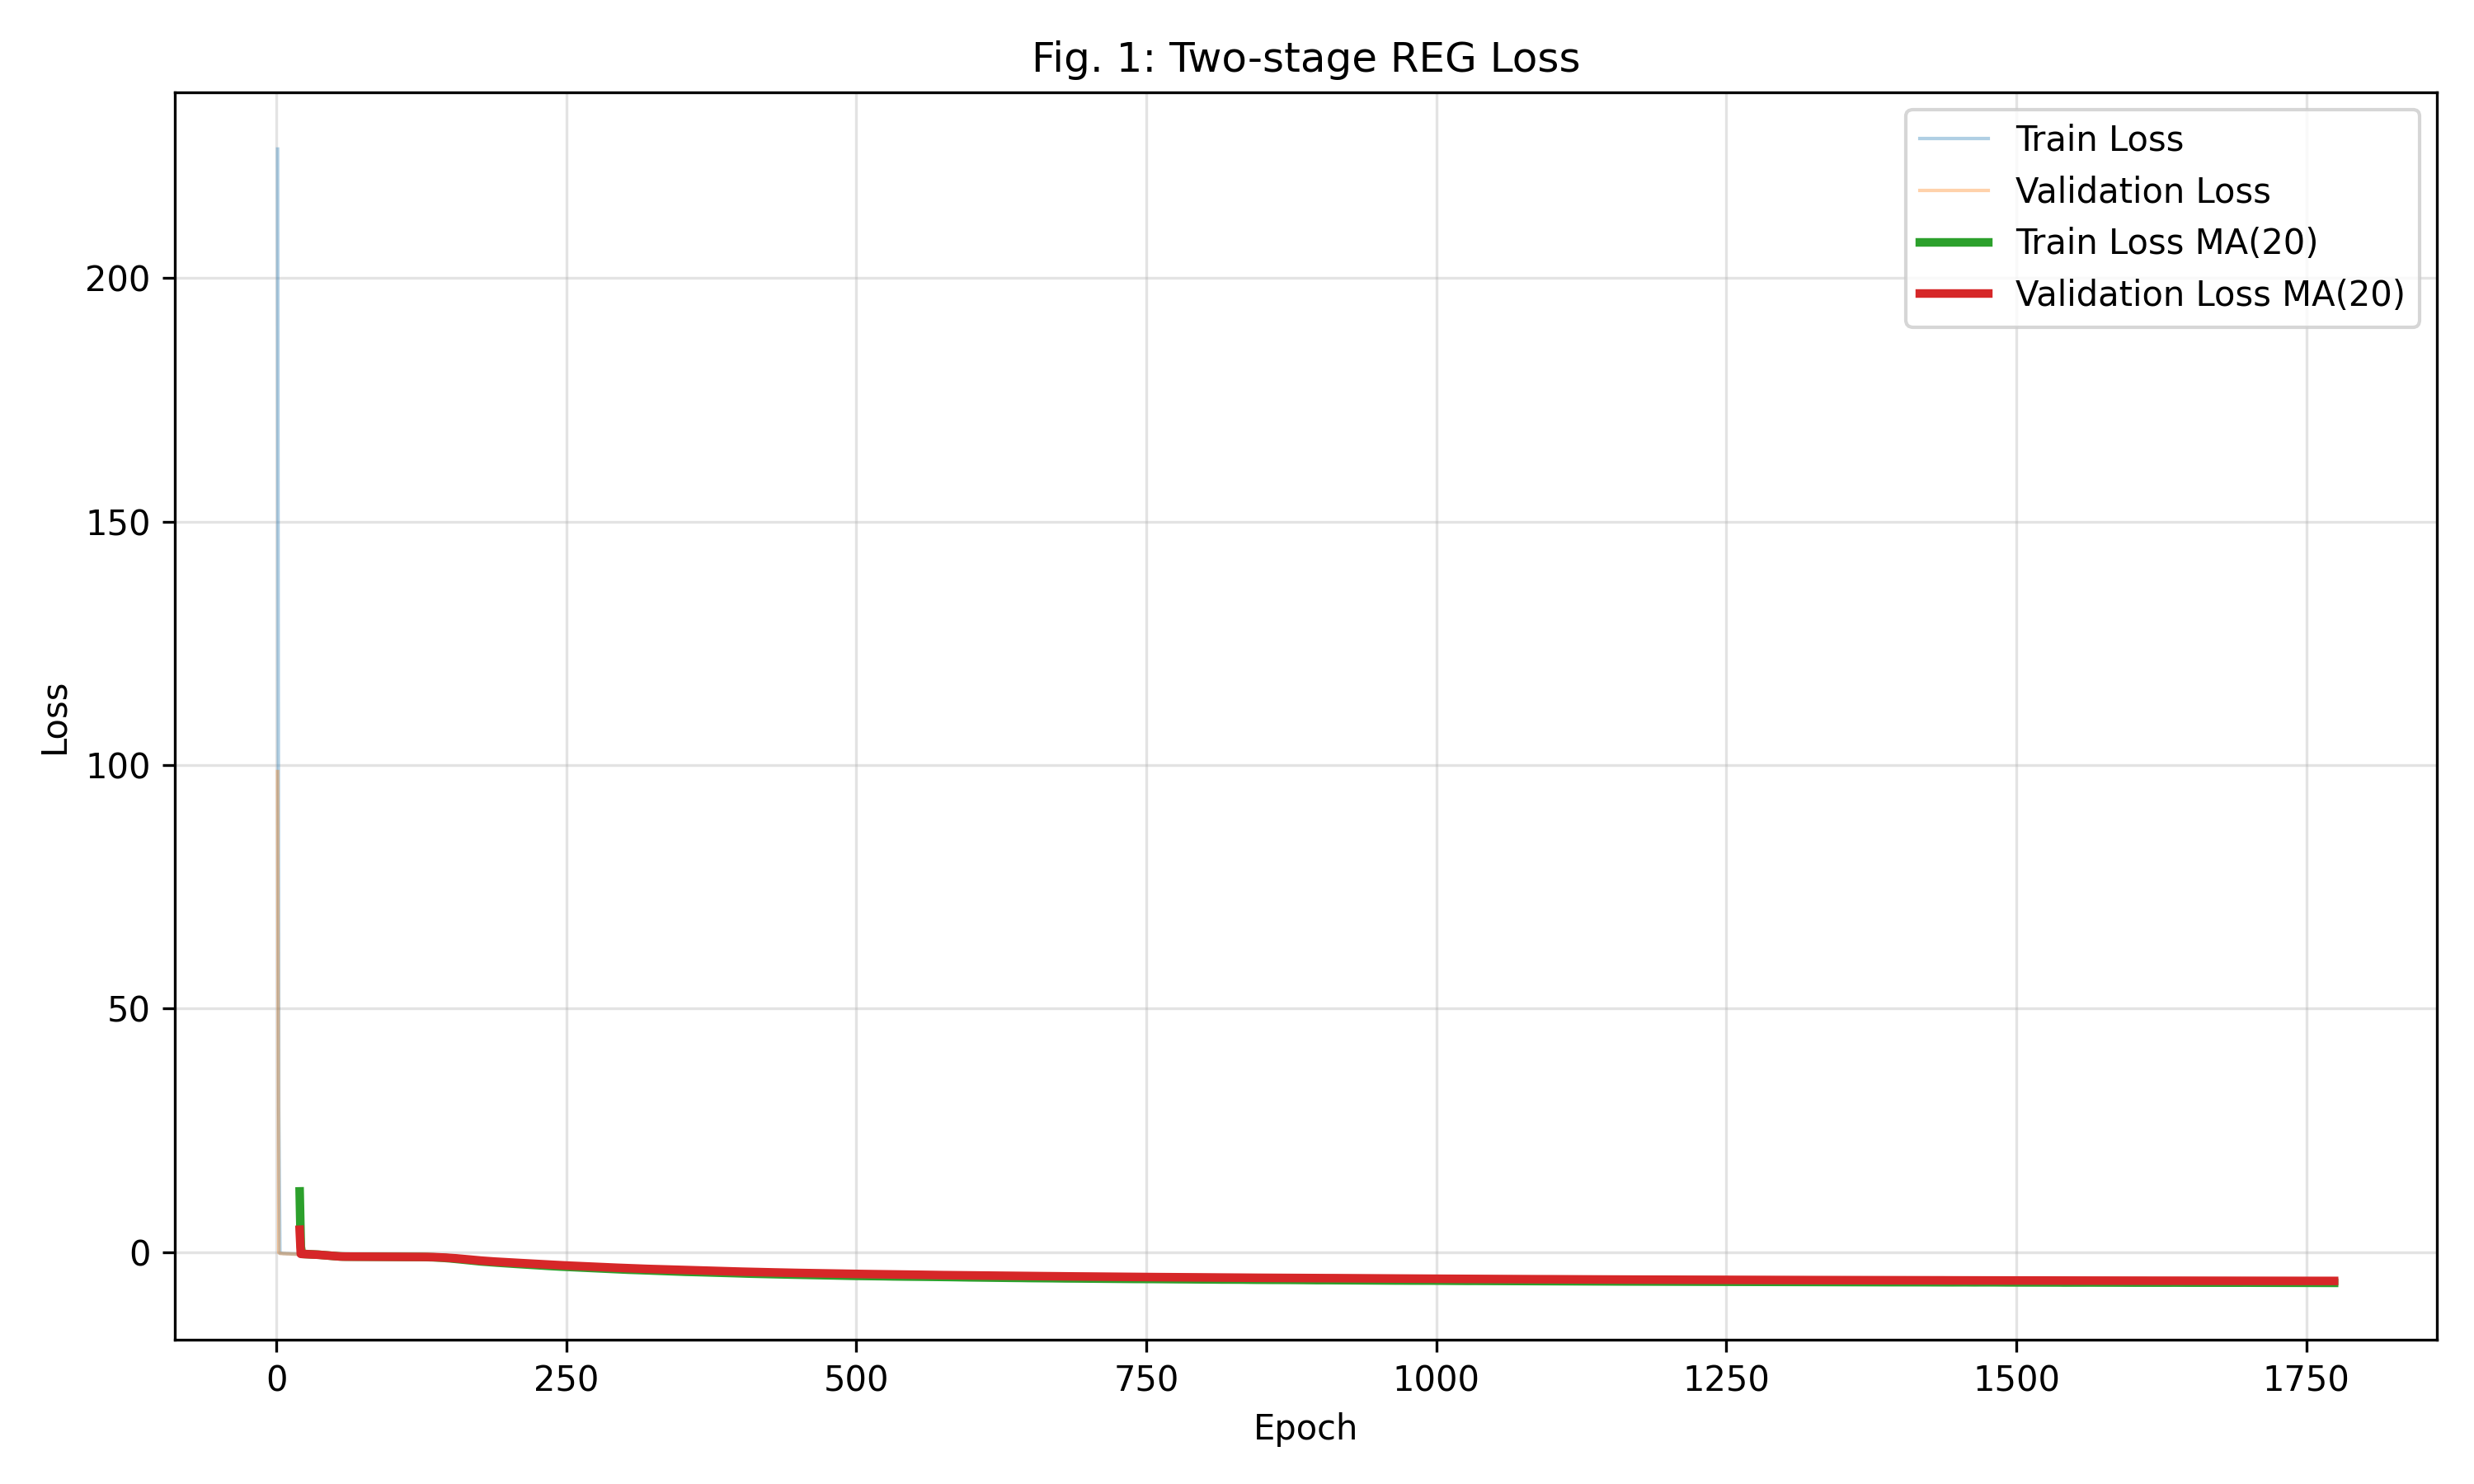 Fig. 1: Two-stage REG Loss
Train Loss
Validation Loss
Train Loss MA(20)
Validation Loss MA(20)
200
150
100
50
0
Loss
0 250 500 750 1000 1250 1500 1750
Epoch